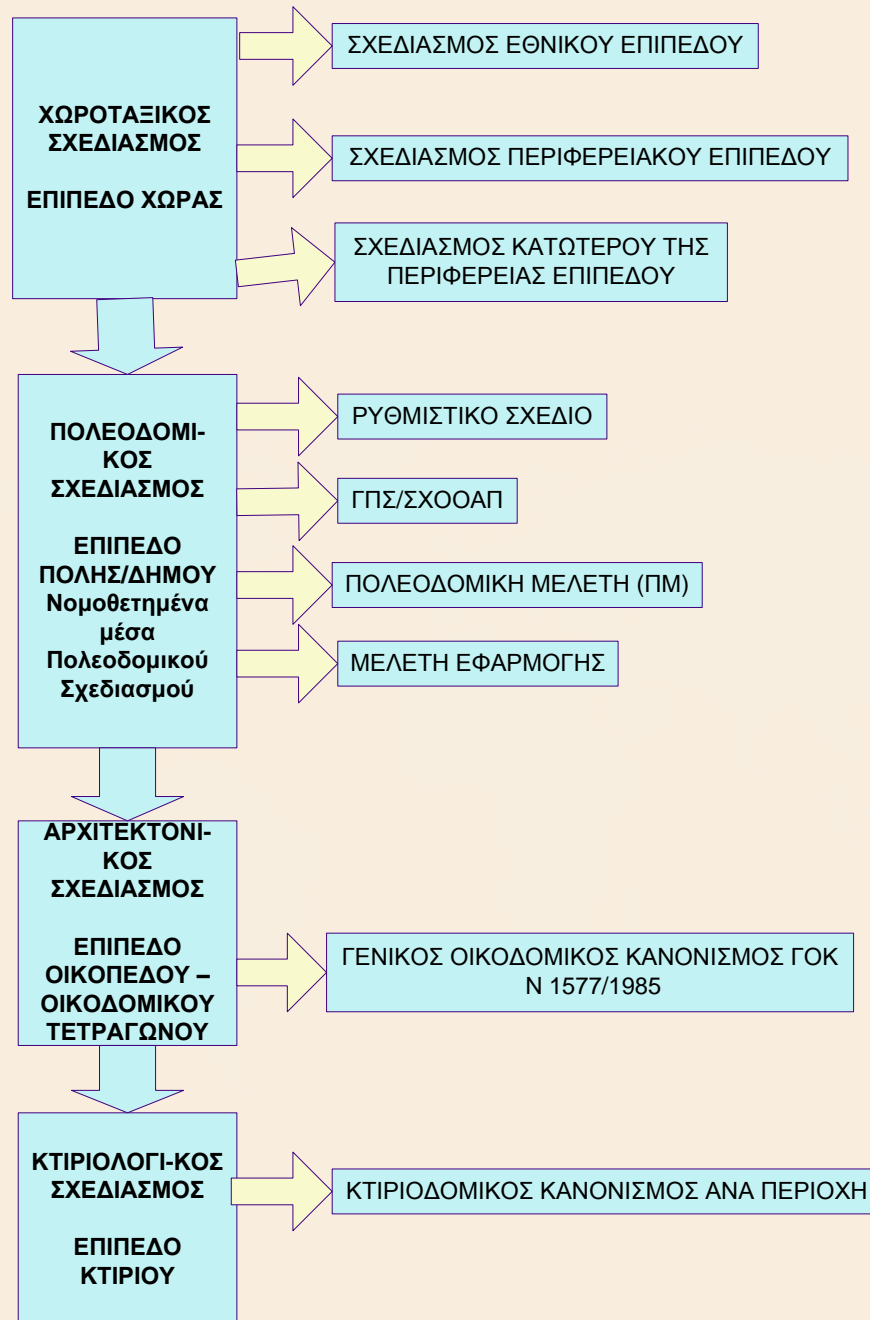 ΧΩΡΟΤΑΞΙΚΟΣ
ΣΧΕΔΙΑΣΜΟΣ
ΕΠΙΠΕΔΟ ΧΩΡΑΣ
ΣΧΕΔΙΑΣΜΟΣ ΕΘΝΙΚΟΥ ΕΠΙΠΕΔΟΥ
ΣΧΕΔΙΑΣΜΟΣ ΠΕΡΙΦΕΡΕΙΑΚΟΥ ΕΠΙΠΕΔΟΥ
ΣΧΕΔΙΑΣΜΟΣ ΚΑΤΩΤΕΡΟΥ ΤΗΣ
ΠΕΡΙΦΕΡΕΙΑΣ ΕΠΙΠΕΔΟΥ
ΠΟΛΕΟΔΟΜΙ-
ΚΟΣ
ΣΧΕΔΙΑΣΜΟΣ
ΕΠΙΠΕΔΟ
ΠΟΛΗΣ/ΔΗΜΟΥ
Νομοθετημένα
μέσα
Πολεοδομικού
Σχεδιασμού
ΡΥΘΜΙΣΤΙΚΟ ΣΧΕΔΙΟ
ΓΠΣ/ΣΧΟΟΑΠ
ΠΟΛΕΟΔΟΜΙΚΗ ΜΕΛΕΤΗ (ΠΜ)
ΜΕΛΕΤΗ ΕΦΑΡΜΟΓΗΣ
ΑΡΧΙΤΕΚΤΟΝΙ-
ΚΟΣ
ΣΧΕΔΙΑΣΜΟΣ
ΕΠΙΠΕΔΟ
ΟΙΚΟΠΕΔΟΥ –
ΟΙΚΟΔΟΜΙΚΟΥ
ΤΕΤΡΑΓΩΝΟΥ
ΓΕΝΙΚΟΣ ΟΙΚΟΔΟΜΙΚΟΣ ΚΑΝΟΝΙΣΜΟΣ ΓΟΚ
Ν 1577/1985
ΚΤΙΡΙΟΛΟΓΙ-ΚΟΣ
ΣΧΕΔΙΑΣΜΟΣ
ΕΠΙΠΕΔΟ
ΚΤΙΡΙΟΥ
ΚΤΙΡΙΟΔΟΜΙΚΟΣ ΚΑΝΟΝΙΣΜΟΣ ΑΝΑ ΠΕΡΙΟΧΗ